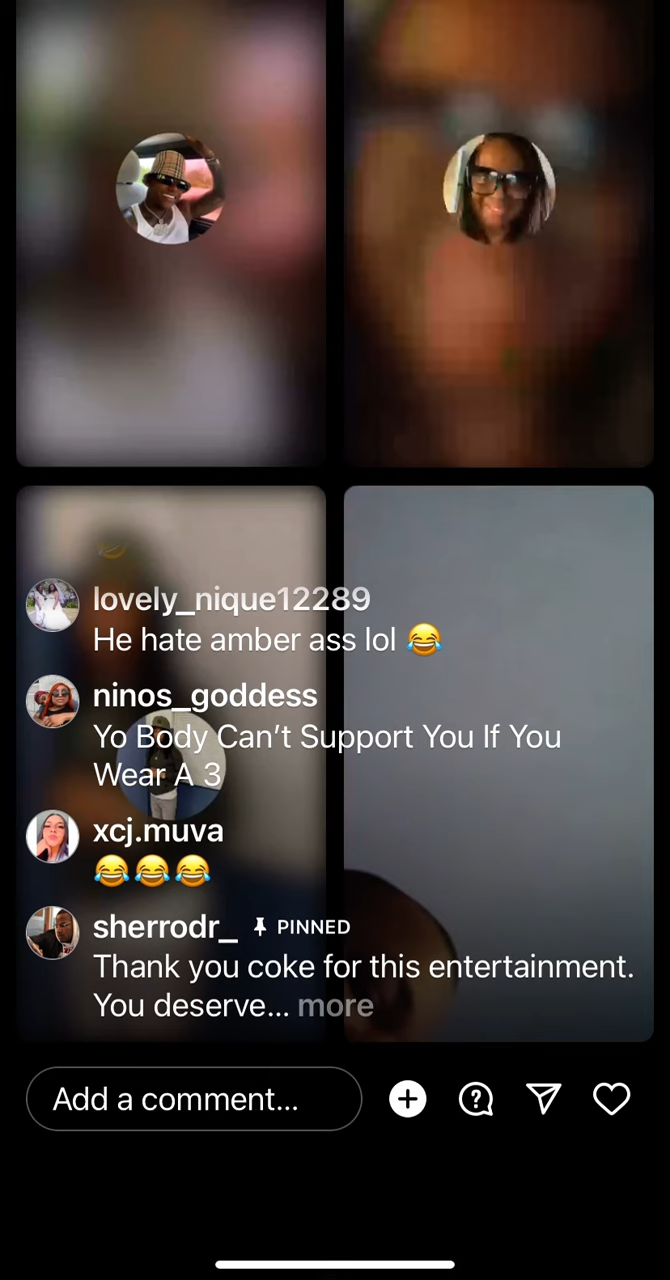 lovely_nique12289
He hate amber ass lol 😂
ninos_goddess
Yo Body Can’t Support You If You
Wear A 3
xcj.muva
😂😂😂
sherrodr_ PINNED
Thank you coke for this entertainment.
You deserve... more
Add a comment...